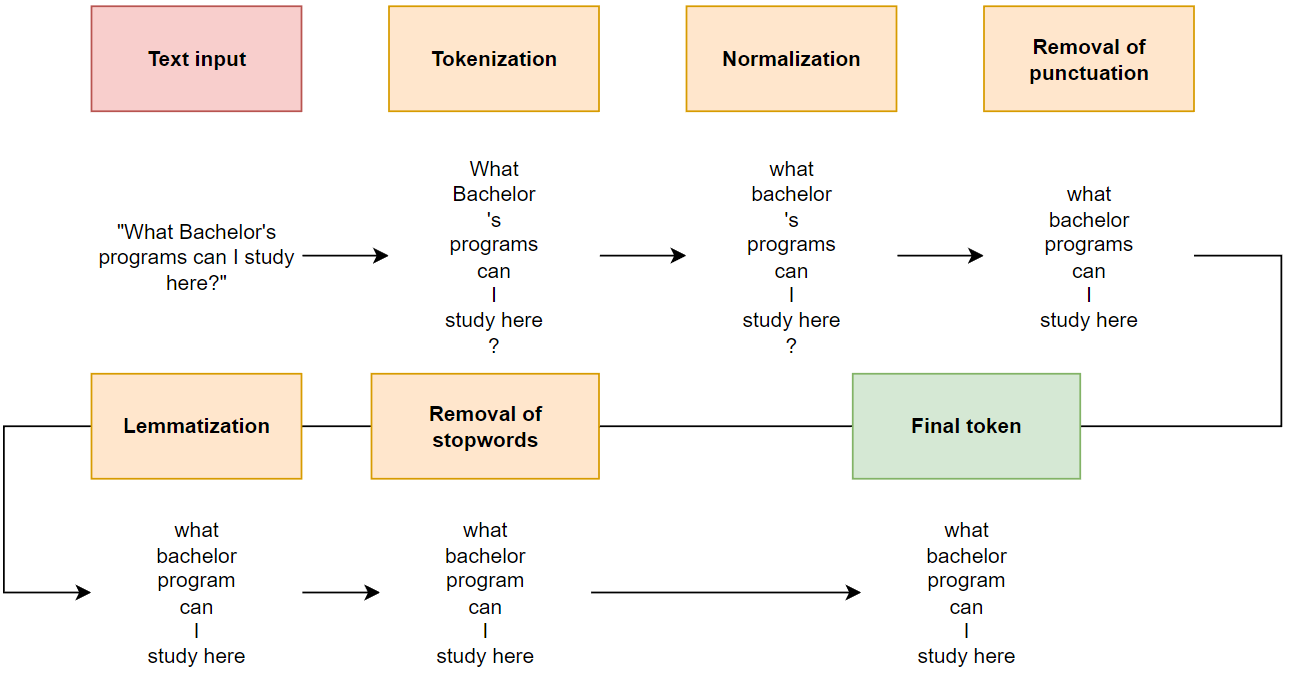 Text input
Tokenization
Normalization
Removal of
punctuation
"What Bachelor's
programs can I study
here?"
What
Bachelor
's
programs
can
I
study here
?
what
bachelor
's
programs
can
I
study here
?
what
bachelor
programs
can
I
study here
Lemmatization
Removal of
stopwords
Final token
what
bachelor
program
can
I
study here
what
bachelor
program
can
I
study here
what
bachelor
program
can
I
study here